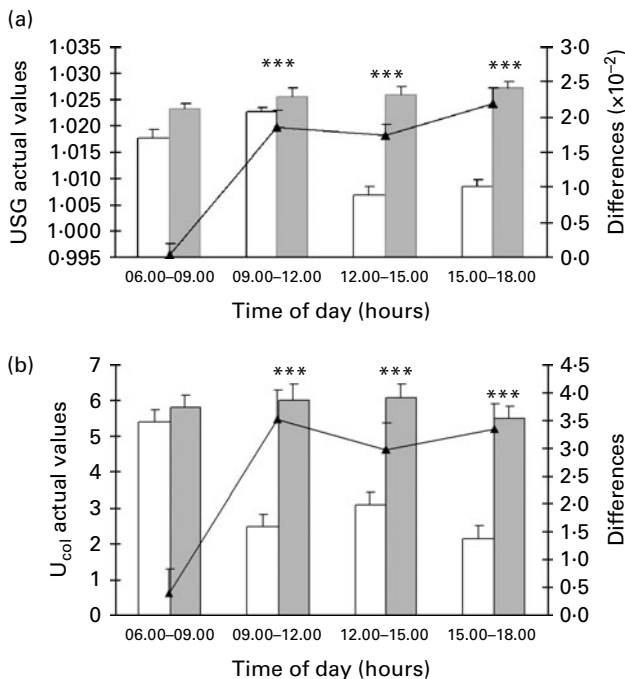 (a)
1·035
1·030
1·025
1·020
1·015
1·010
1·005
1·000
0·995
USG actual values
*** *** ***
3·0
2·5
2·0
1·5
1·0
0·5
0·0
Differences (×10⁻²)
06.00–09.00 09.00–12.00 12.00–15.00 15.00–18.00
Time of day (hours)
(b)
7
6
5
4
3
2
1
0
U_col actual values
*** *** ***
4·5
4·0
3·5
3·0
2·5
2·0
1·5
1·0
0·5
0·0
Differences
06.00–09.00 09.00–12.00 12.00–15.00 15.00–18.00
Time of day (hours)